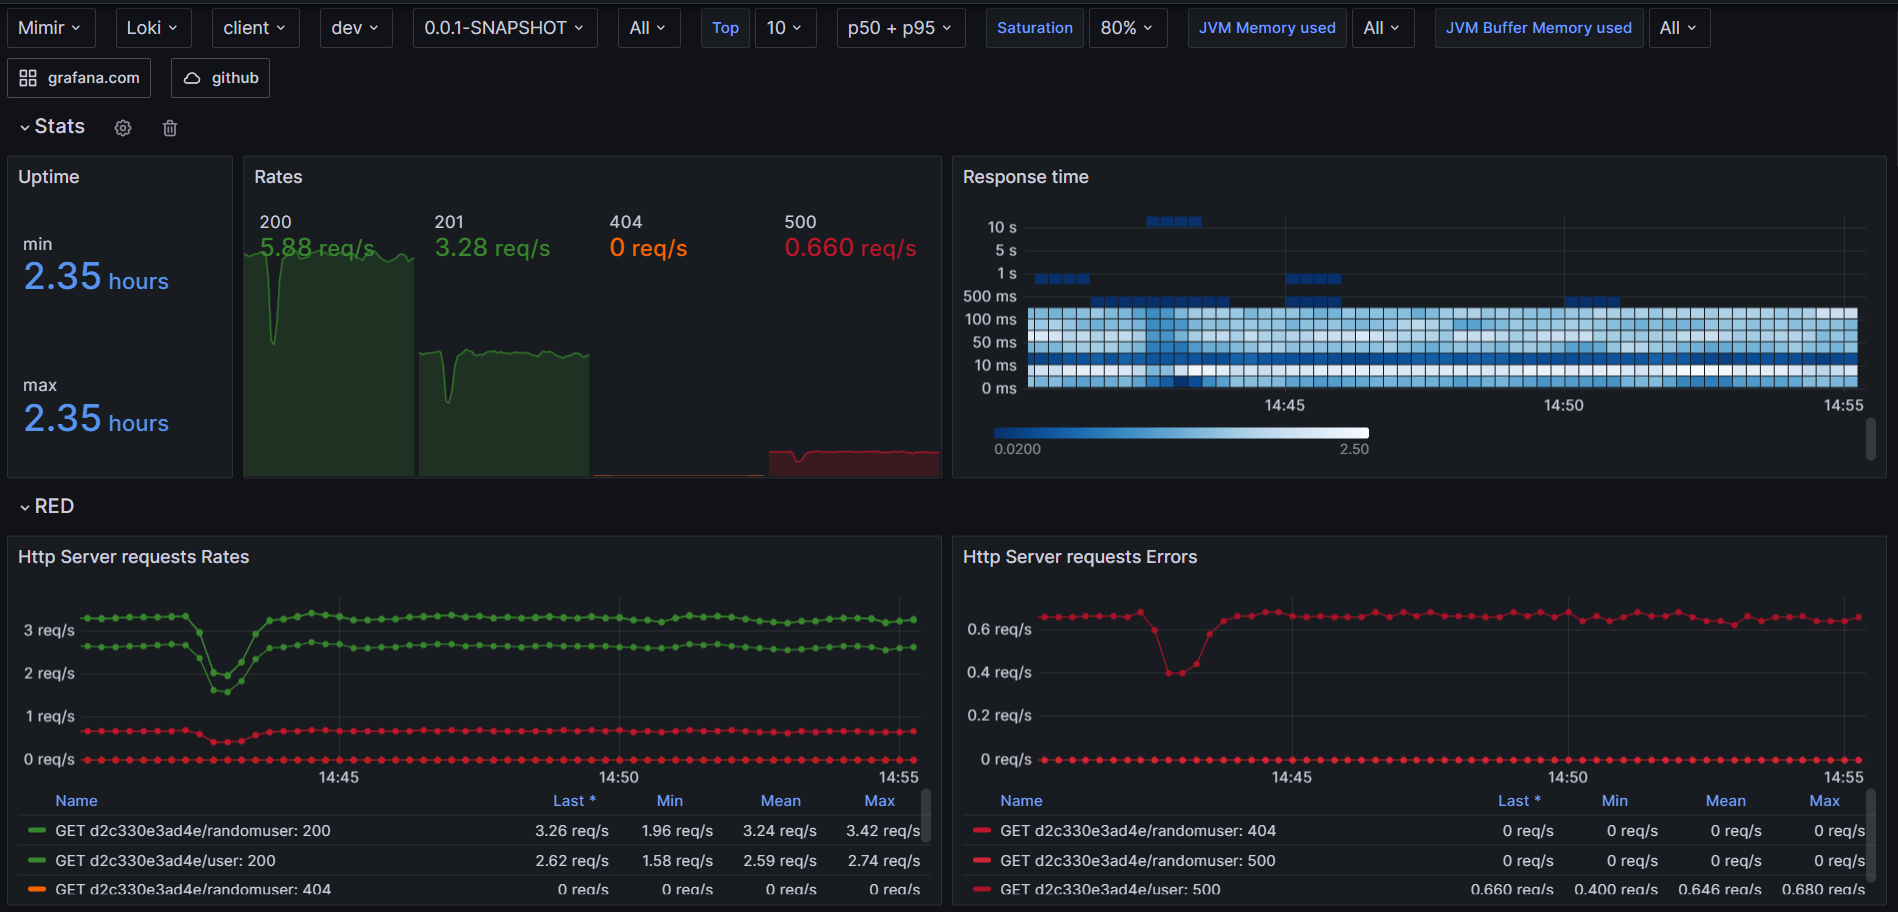 Mimir Loki client dev 0.0.1-SNAPSHOT All Top 10 p50 + p95 Saturation 80% JVM Memory used All JVM Buffer Memory used All
grafana.com github
Stats
Uptime
min
2.35 hours
max
2.35 hours
Rates
200 201 404 500
5.88 req/s 3.28 req/s 0 req/s 0.660 req/s
Response time
10 s
5 s
1 s
500 ms
100 ms
50 ms
10 ms
0 ms
14:45 14:50 14:55
0.0200 2.50
RED
Http Server requests Rates
3 req/s
2 req/s
1 req/s
0 req/s
14:45 14:50 14:55
Name Last * Min Mean Max
GET d2c330e3ad4e/randomuser: 200 3.26 req/s 1.96 req/s 3.24 req/s 3.42 req/s
GET d2c330e3ad4e/user: 200 2.62 req/s 1.58 req/s 2.59 req/s 2.74 req/s
GET d2c330e3ad4e/randomuser: 404 0 req/s 0 req/s 0 req/s 0 req/s
Http Server requests Errors
0.6 req/s
0.4 req/s
0.2 req/s
0 req/s
14:45 14:50 14:55
Name Last * Min Mean Max
GET d2c330e3ad4e/randomuser: 404 0 req/s 0 req/s 0 req/s 0 req/s
GET d2c330e3ad4e/randomuser: 500 0 req/s 0 req/s 0 req/s 0 req/s
GET d2c330e3ad4e/user: 500 0.660 req/s 0.400 req/s 0.646 req/s 0.680 req/s